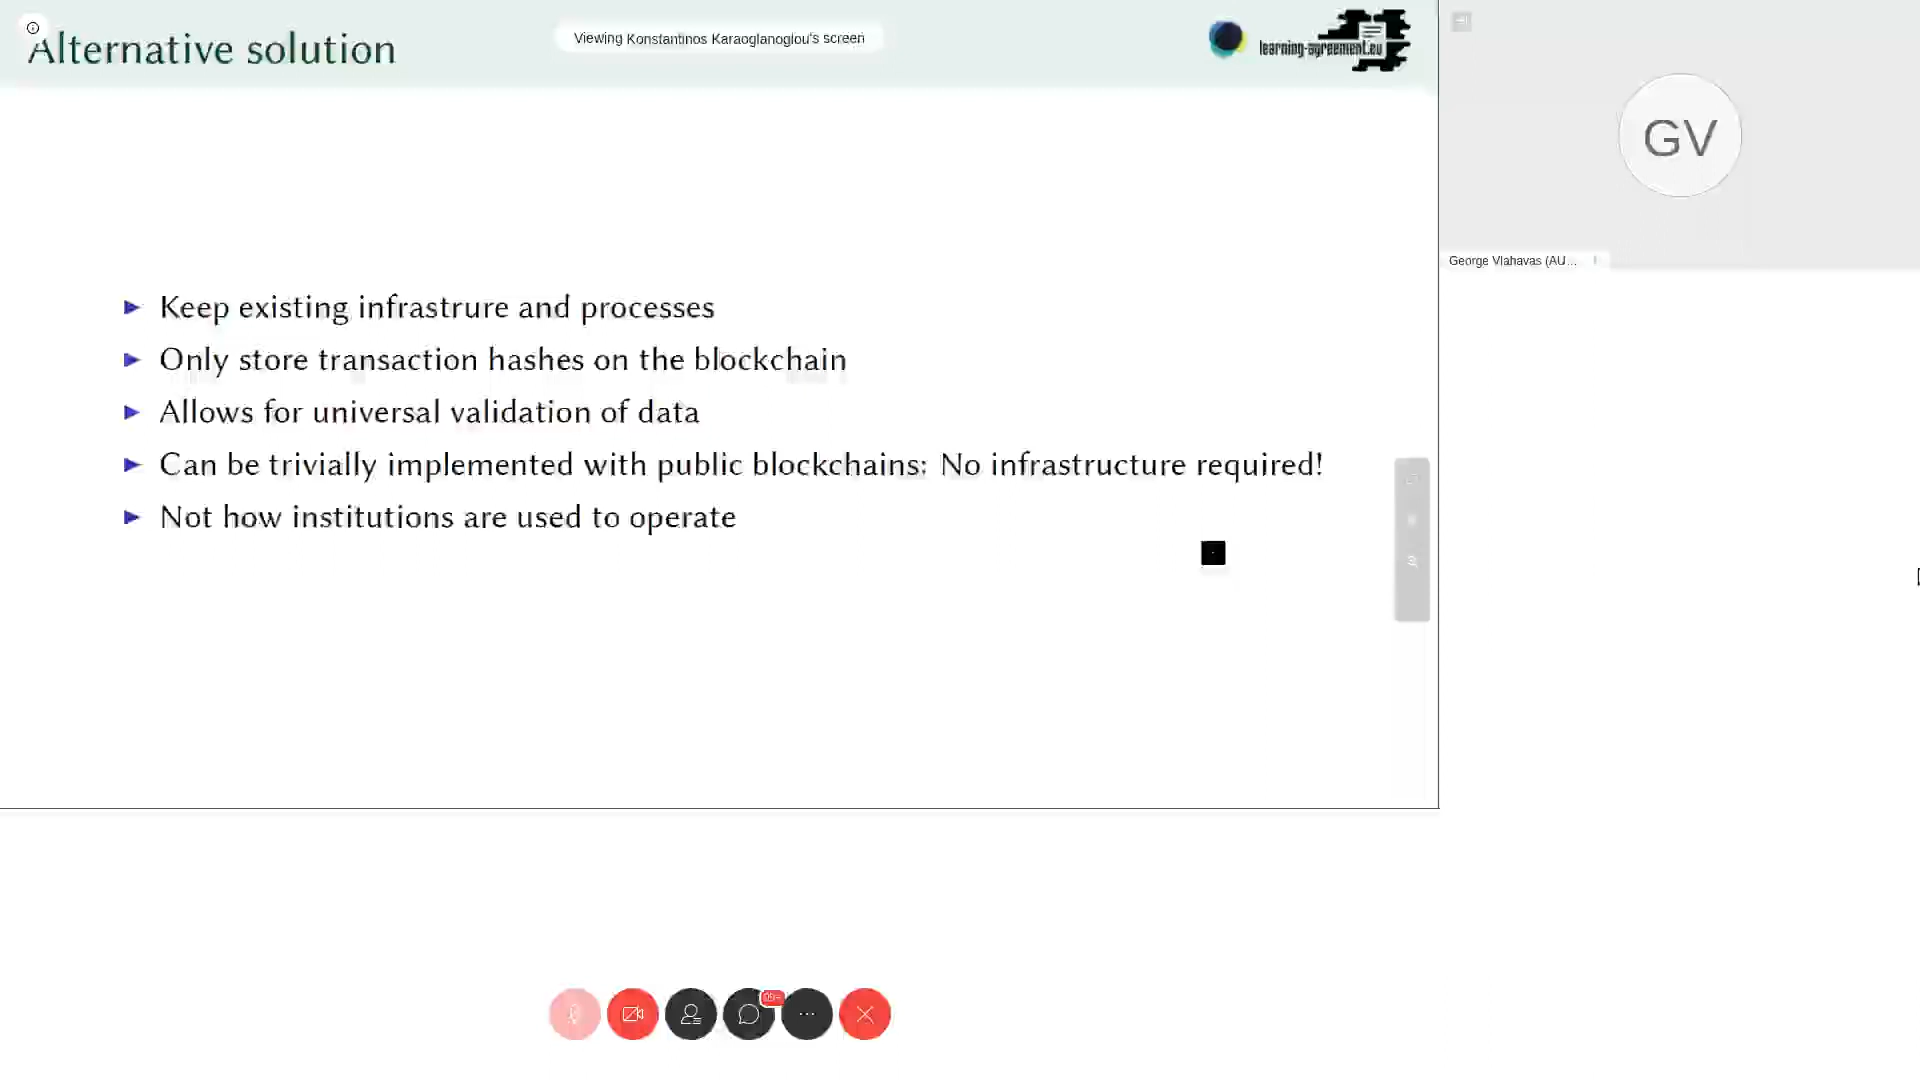 Alternative solution
Viewing Konstantinos Karaoglanoglou's screen
learning-agreement.eu
GV
George Vlahavas (AU...
Keep existing infrastrure and processes
Only store transaction hashes on the blockchain
Allows for universal validation of data
Can be trivially implemented with public blockchains: No infrastructure required!
Not how institutions are used to operate